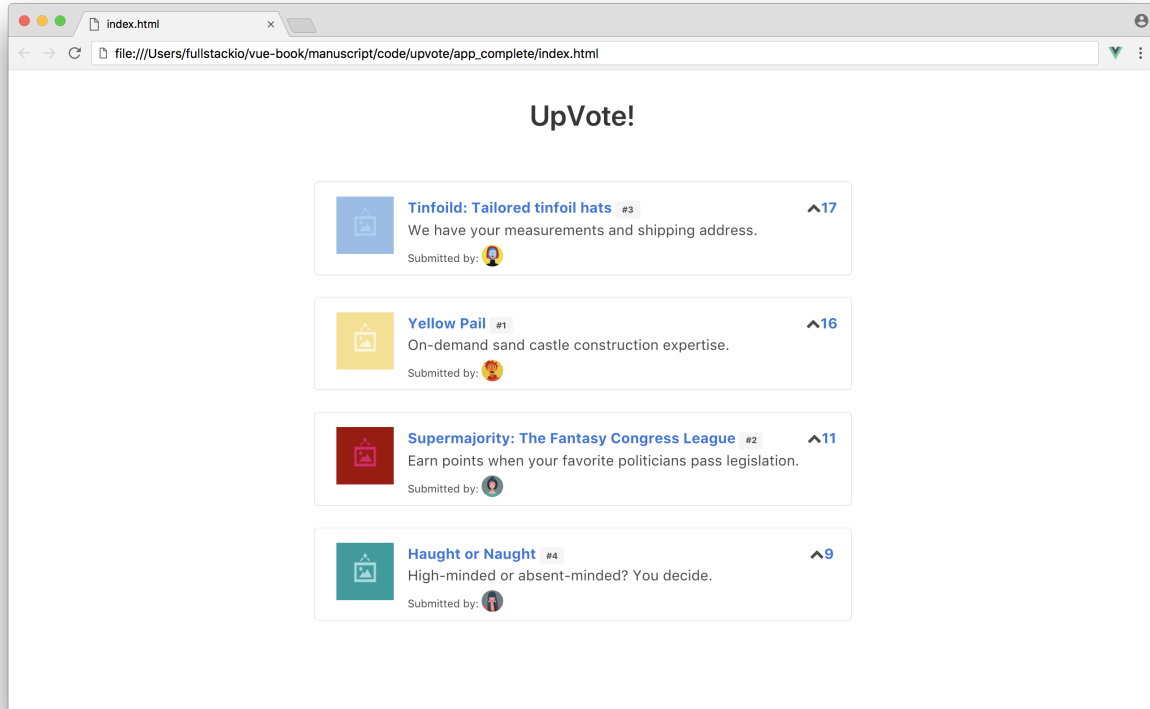 index.html
file:///Users/fullstackio/vue-book/manuscript/code/upvote/app_complete/index.html
UpVote!
Tinfoild: Tailored tinfoil hats #3 17
We have your measurements and shipping address.
Submitted by:
Yellow Pail #1 16
On-demand sand castle construction expertise.
Submitted by:
Supermajority: The Fantasy Congress League #2 11
Earn points when your favorite politicians pass legislation.
Submitted by:
Haught or Naught #4 9
High-minded or absent-minded? You decide.
Submitted by: